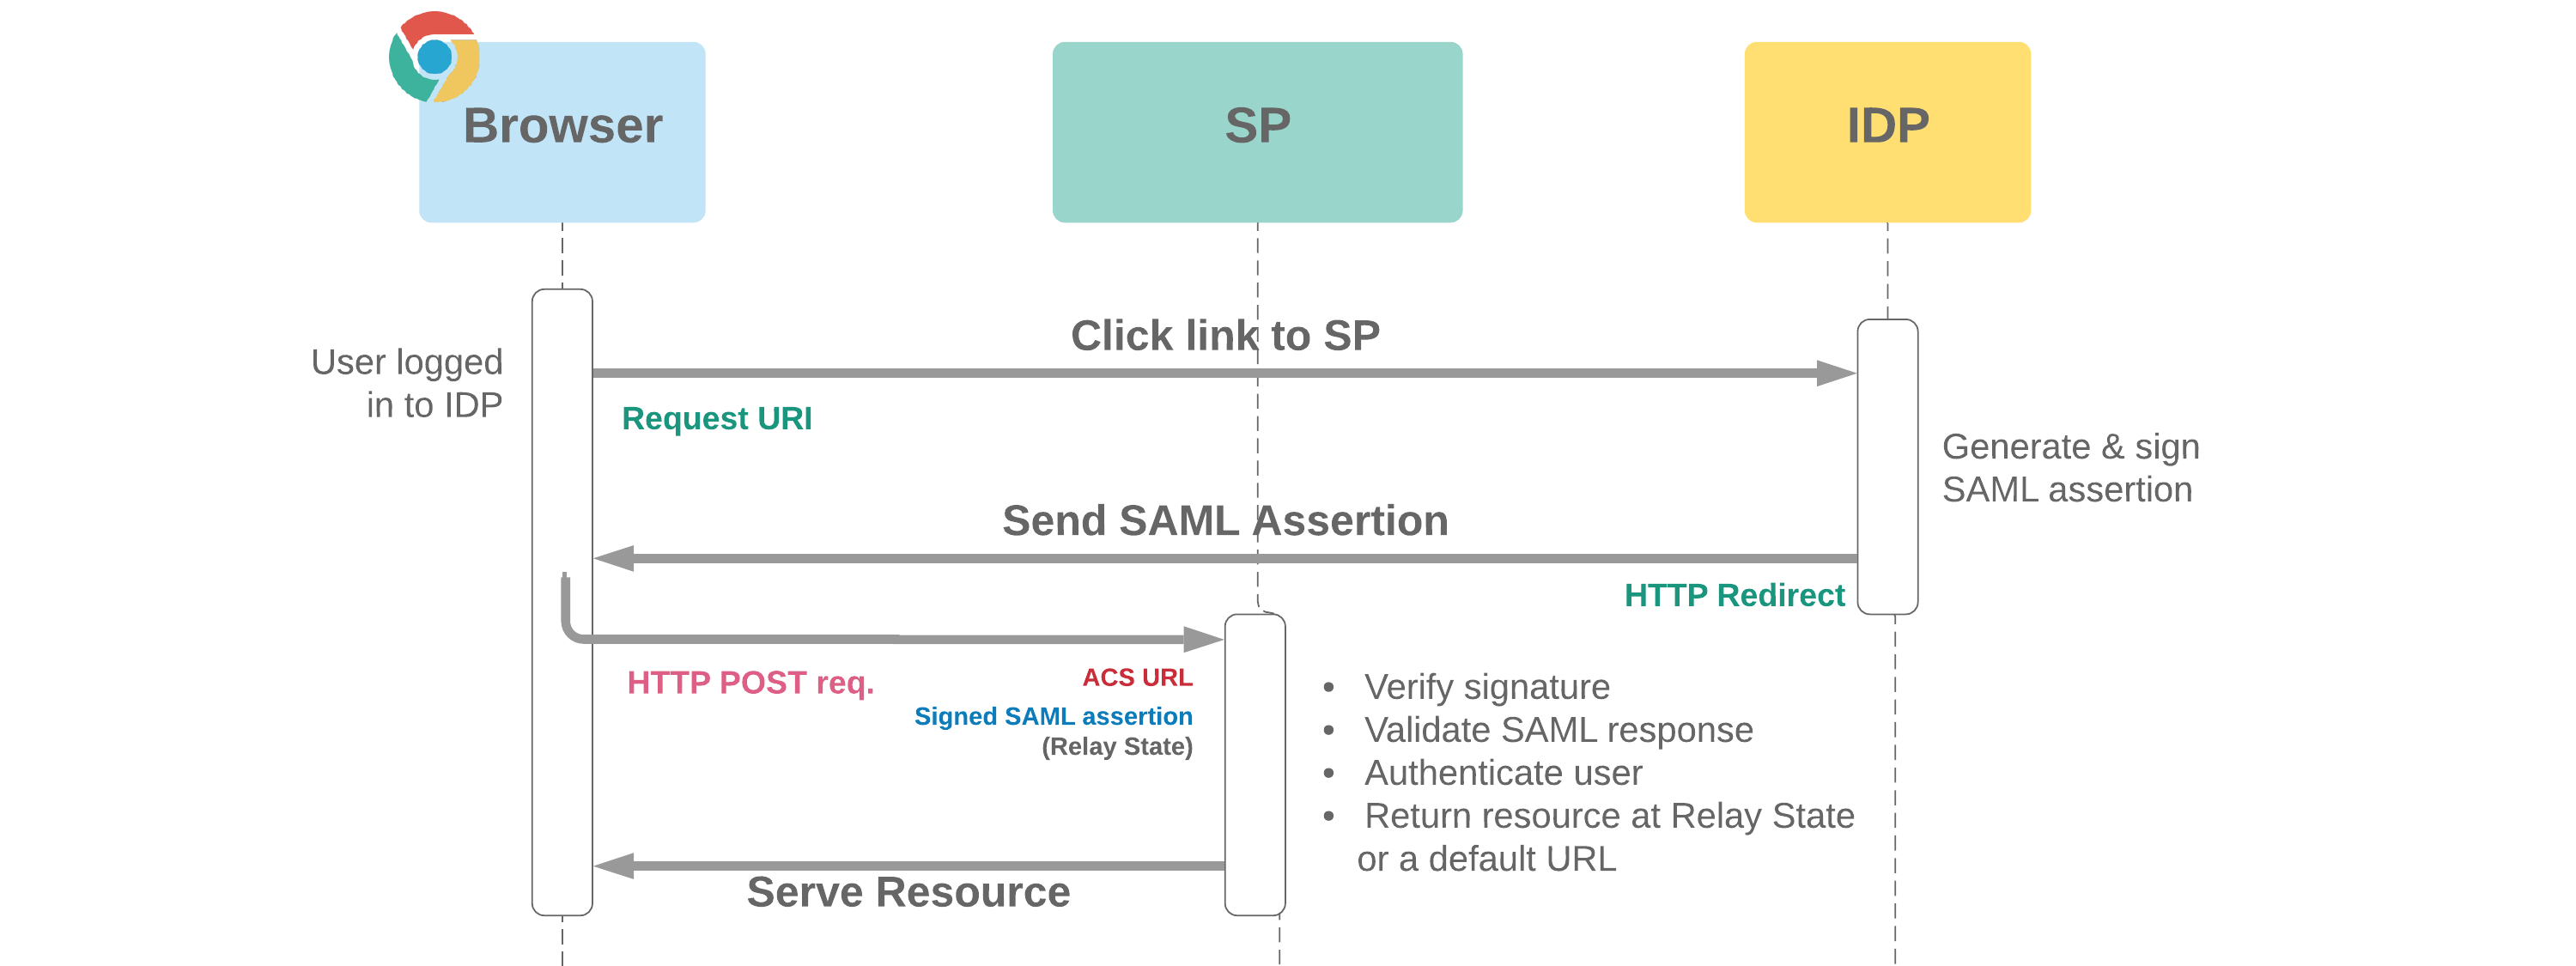 Browser
SP
IDP
Click link to SP
User logged
in to IDP
Request URI
Generate & sign
SAML assertion
Send SAML Assertion
HTTP Redirect
HTTP POST req.
ACS URL
Signed SAML assertion
(Relay State)
• Verify signature
• Validate SAML response
• Authenticate user
• Return resource at Relay State
or a default URL
Serve Resource